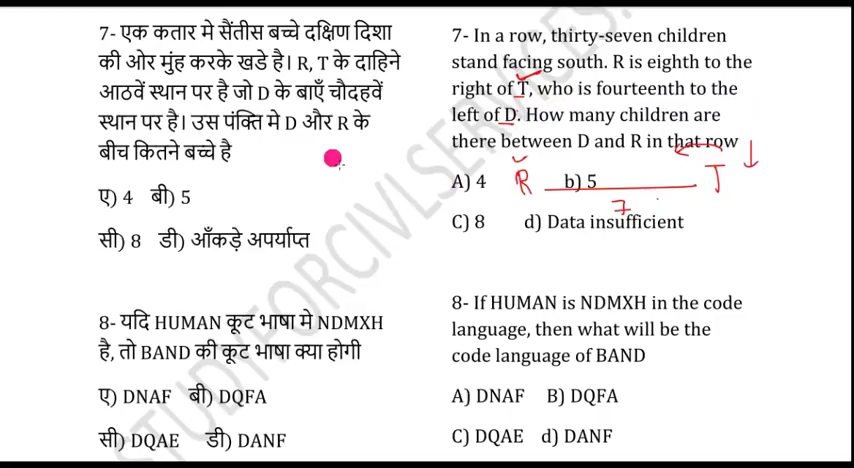 7- एक कतार मे सैंतीस बच्चे दक्षिण दिशा
की ओर मुंह करके खडे है। R, T के दाहिने
आठवें स्थान पर है जो D के बाएँ चौदहवें
स्थान पर है। उस पंक्ति मे D और R के
बीच कितने बच्चे है
ए) 4 बी) 5
सी) 8 डी) आँकड़े अपर्याप्त
8- यदि HUMAN कूट भाषा मे NDMXH
है, तो BAND की कूट भाषा क्या होगी
ए) DNAF बी) DQFA
सी) DQAE डी) DANF
7- In a row, thirty-seven children
stand facing south. R is eighth to the
right of T, who is fourteenth to the
left of D. How many children are
there between D and R in that row
A) 4 R b) 5 T
7
C) 8 d) Data insufficient
8- If HUMAN is NDMXH in the code
language, then what will be the
code language of BAND
A) DNAF B) DQFA
C) DQAE d) DANF
STUDYFORCIVLSERVICES